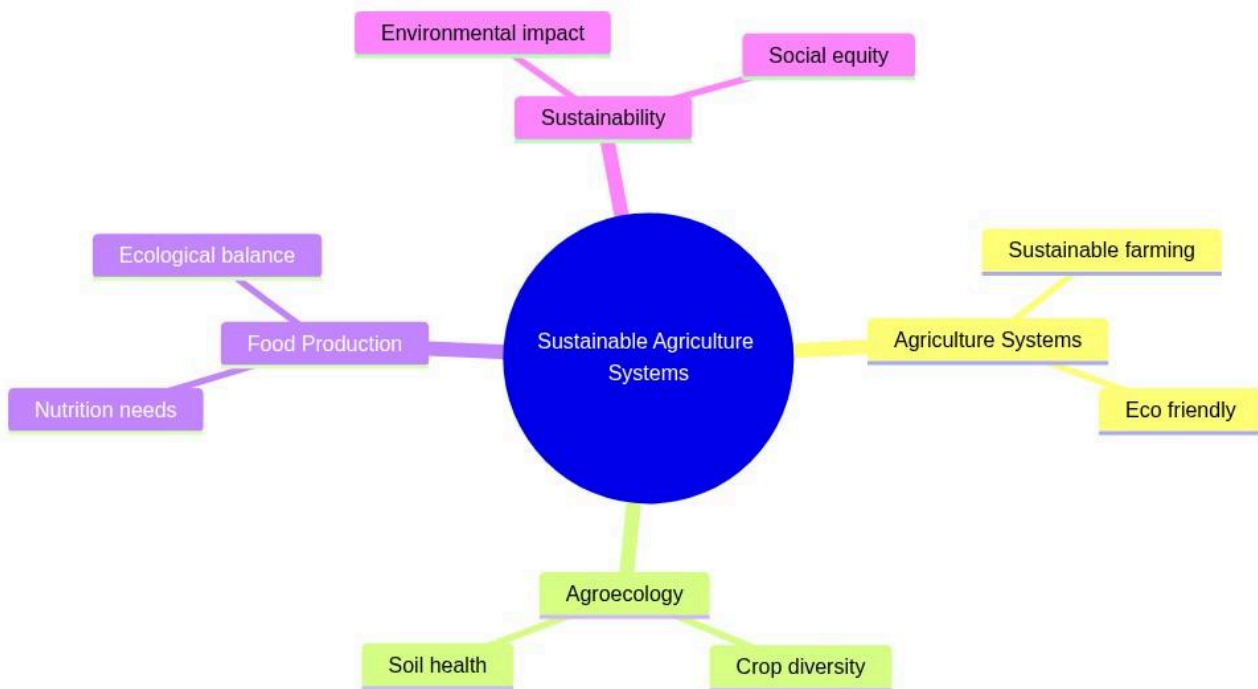 Environmental impact
Social equity
Sustainability
Ecological balance
Sustainable farming
Food Production
Sustainable Agriculture
Systems
Agriculture Systems
Nutrition needs
Eco friendly
Agroecology
Soil health
Crop diversity